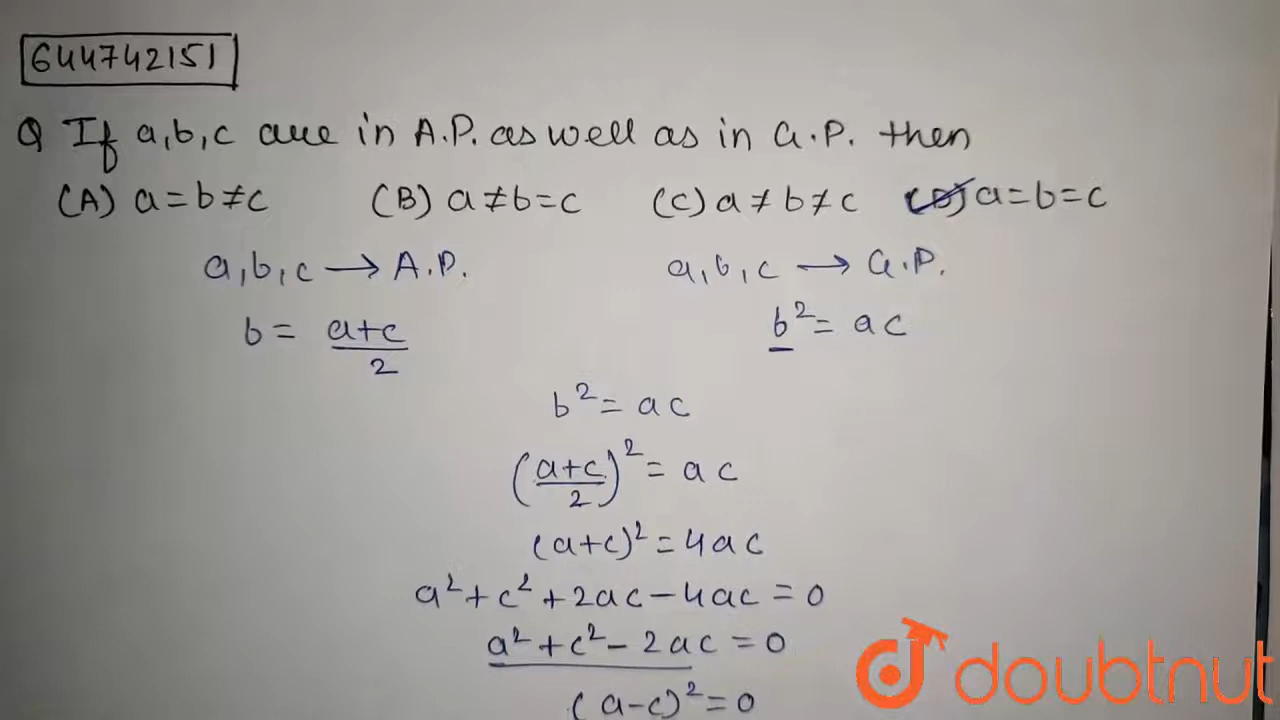 644742151
Q If a,b,c are in A.P. as well as in G.P. then
(A) a=b≠c (B) a≠b=c (C) a≠b≠c (D) a=b=c
a,b,c → A.P. a,b,c → G.P.
b = (a+c)/2 b² = ac
b² = ac
((a+c)/2)² = ac
(a+c)² = 4ac
a²+c²+2ac-4ac=0
a²+c²-2ac=0
(a-c)²=0
doubtnut